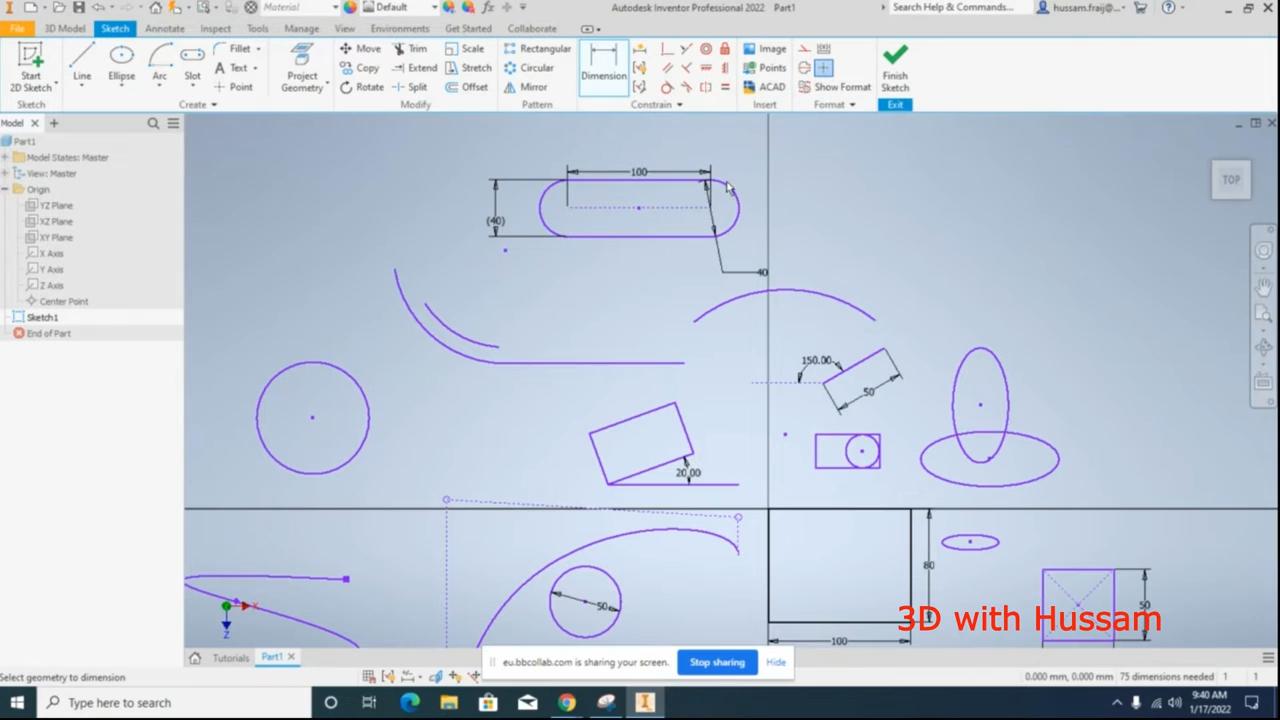 Material
Default
Autodesk Inventor Professional 2022 Part1
Search Help & Commands...
hussam.fraij@...
File
3D Model
Sketch
Annotate
Inspect
Tools
Manage
View
Environments
Get Started
Collaborate
Start
2D Sketch
Line
Ellipse
Arc
Slot
Fillet
Text
Point
Project
Geometry
Move
Copy
Rotate
Trim
Extend
Split
Scale
Stretch
Offset
Rectangular
Circular
Mirror
Dimension
Image
Points
ACAD
Show Format
Finish
Sketch
Sketch
Create
Modify
Pattern
Constrain
Insert
Format
Exit
Model
Part1
Model States: Master
View: Master
Origin
YZ Plane
XZ Plane
XY Plane
X Axis
Y Axis
Z Axis
Center Point
Sketch1
End of Part
TOP
100
(40)
40
150.00
50
20.00
50
80
100
50
X
Z
3D with Hussam
Tutorials
Part1
eu.bbcollab.com is sharing your screen.
Stop sharing
Hide
Select geometry to dimension
0.000 mm, 0.000 mm
75 dimensions needed
1
1
Type here to search
9:40 AM
1/17/2022